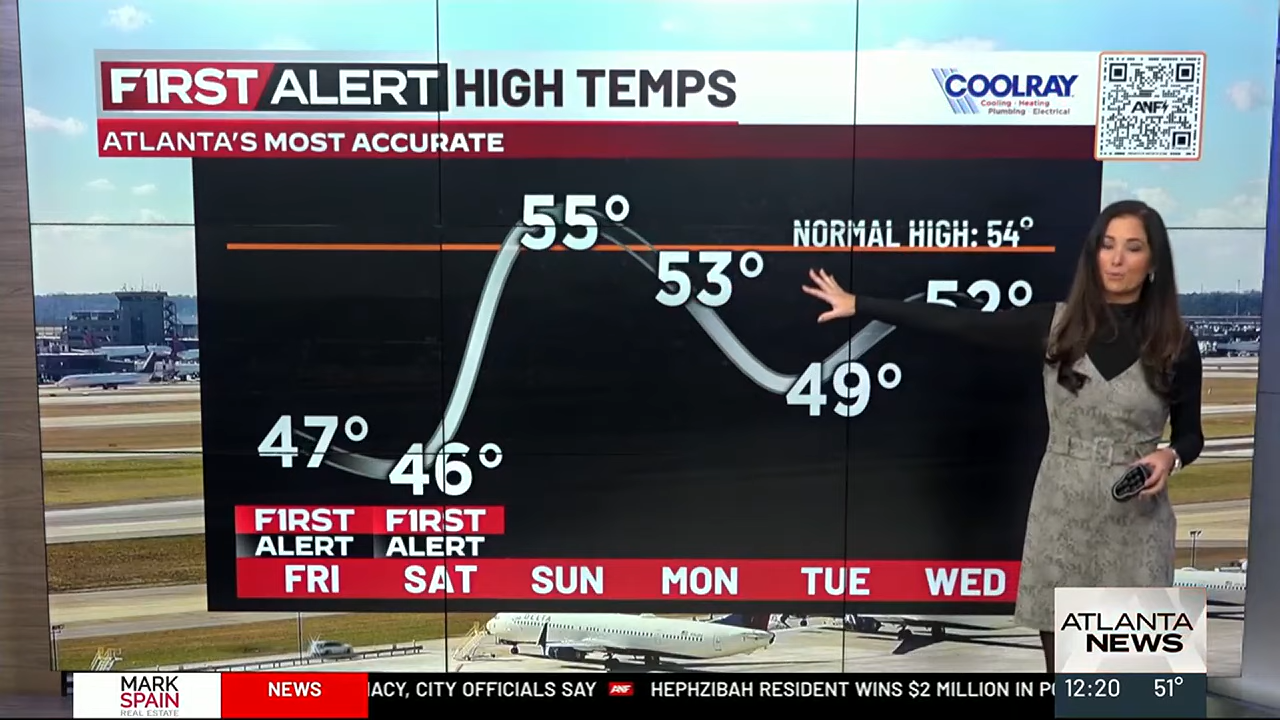 F1RST ALERT HIGH TEMPS
ATLANTA'S MOST ACCURATE
COOLRAY
Cooling · Heating
Plumbing · Electrical
ANF
55°
NORMAL HIGH: 54°
53°
52°
49°
47°
46°
F1RST ALERT
F1RST ALERT
FRI SAT SUN MON TUE WED
DELTA
ATLANTA NEWS
MARK SPAIN
REAL ESTATE
NEWS
CITY OFFICIALS SAY ANF HEPHZIBAH RESIDENT WINS $2 MILLION IN
12:20 51°